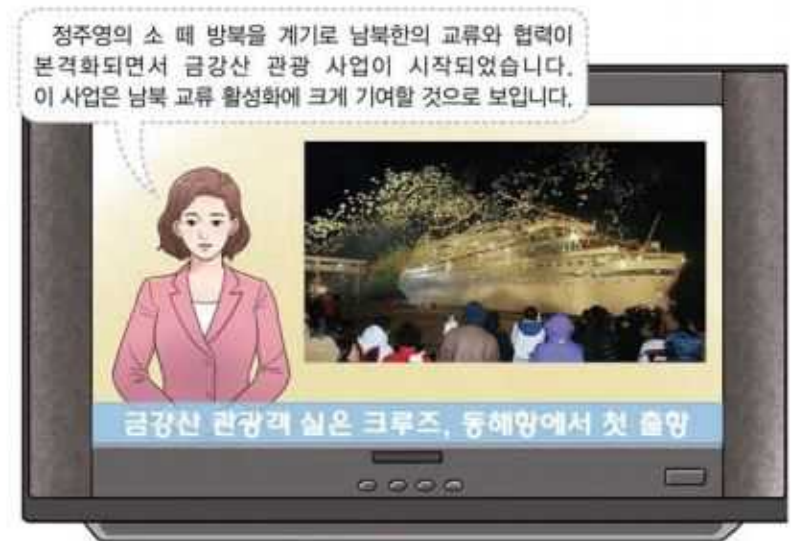 정주영의 소 떼 방북을 계기로 남북한의 교류와 협력이
본격화되면서 금강산 관광 사업이 시작되었습니다.
이 사업은 남북 교류 활성화에 크게 기여할 것으로 보입니다.
금강산 관광객 실은 크루즈, 동해항에서 첫 출항